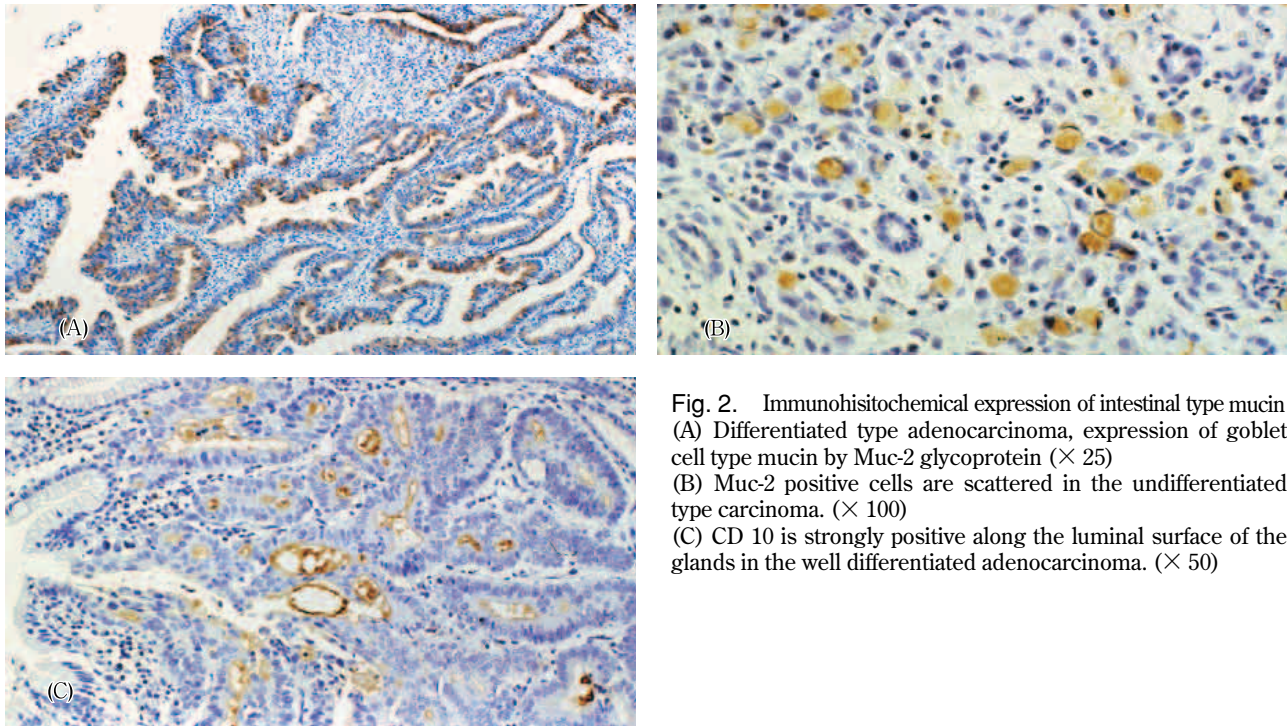 (A)
(B)
(C)
Fig. 2. Immunohisitochemical expression of intestinal type mucin
(A) Differentiated type adenocarcinoma, expression of goblet
cell type mucin by Muc-2 glycoprotein (× 25)
(B) Muc-2 positive cells are scattered in the undifferentiated
type carcinoma. (× 100)
(C) CD 10 is strongly positive along the luminal surface of the
glands in the well differentiated adenocarcinoma. (× 50)